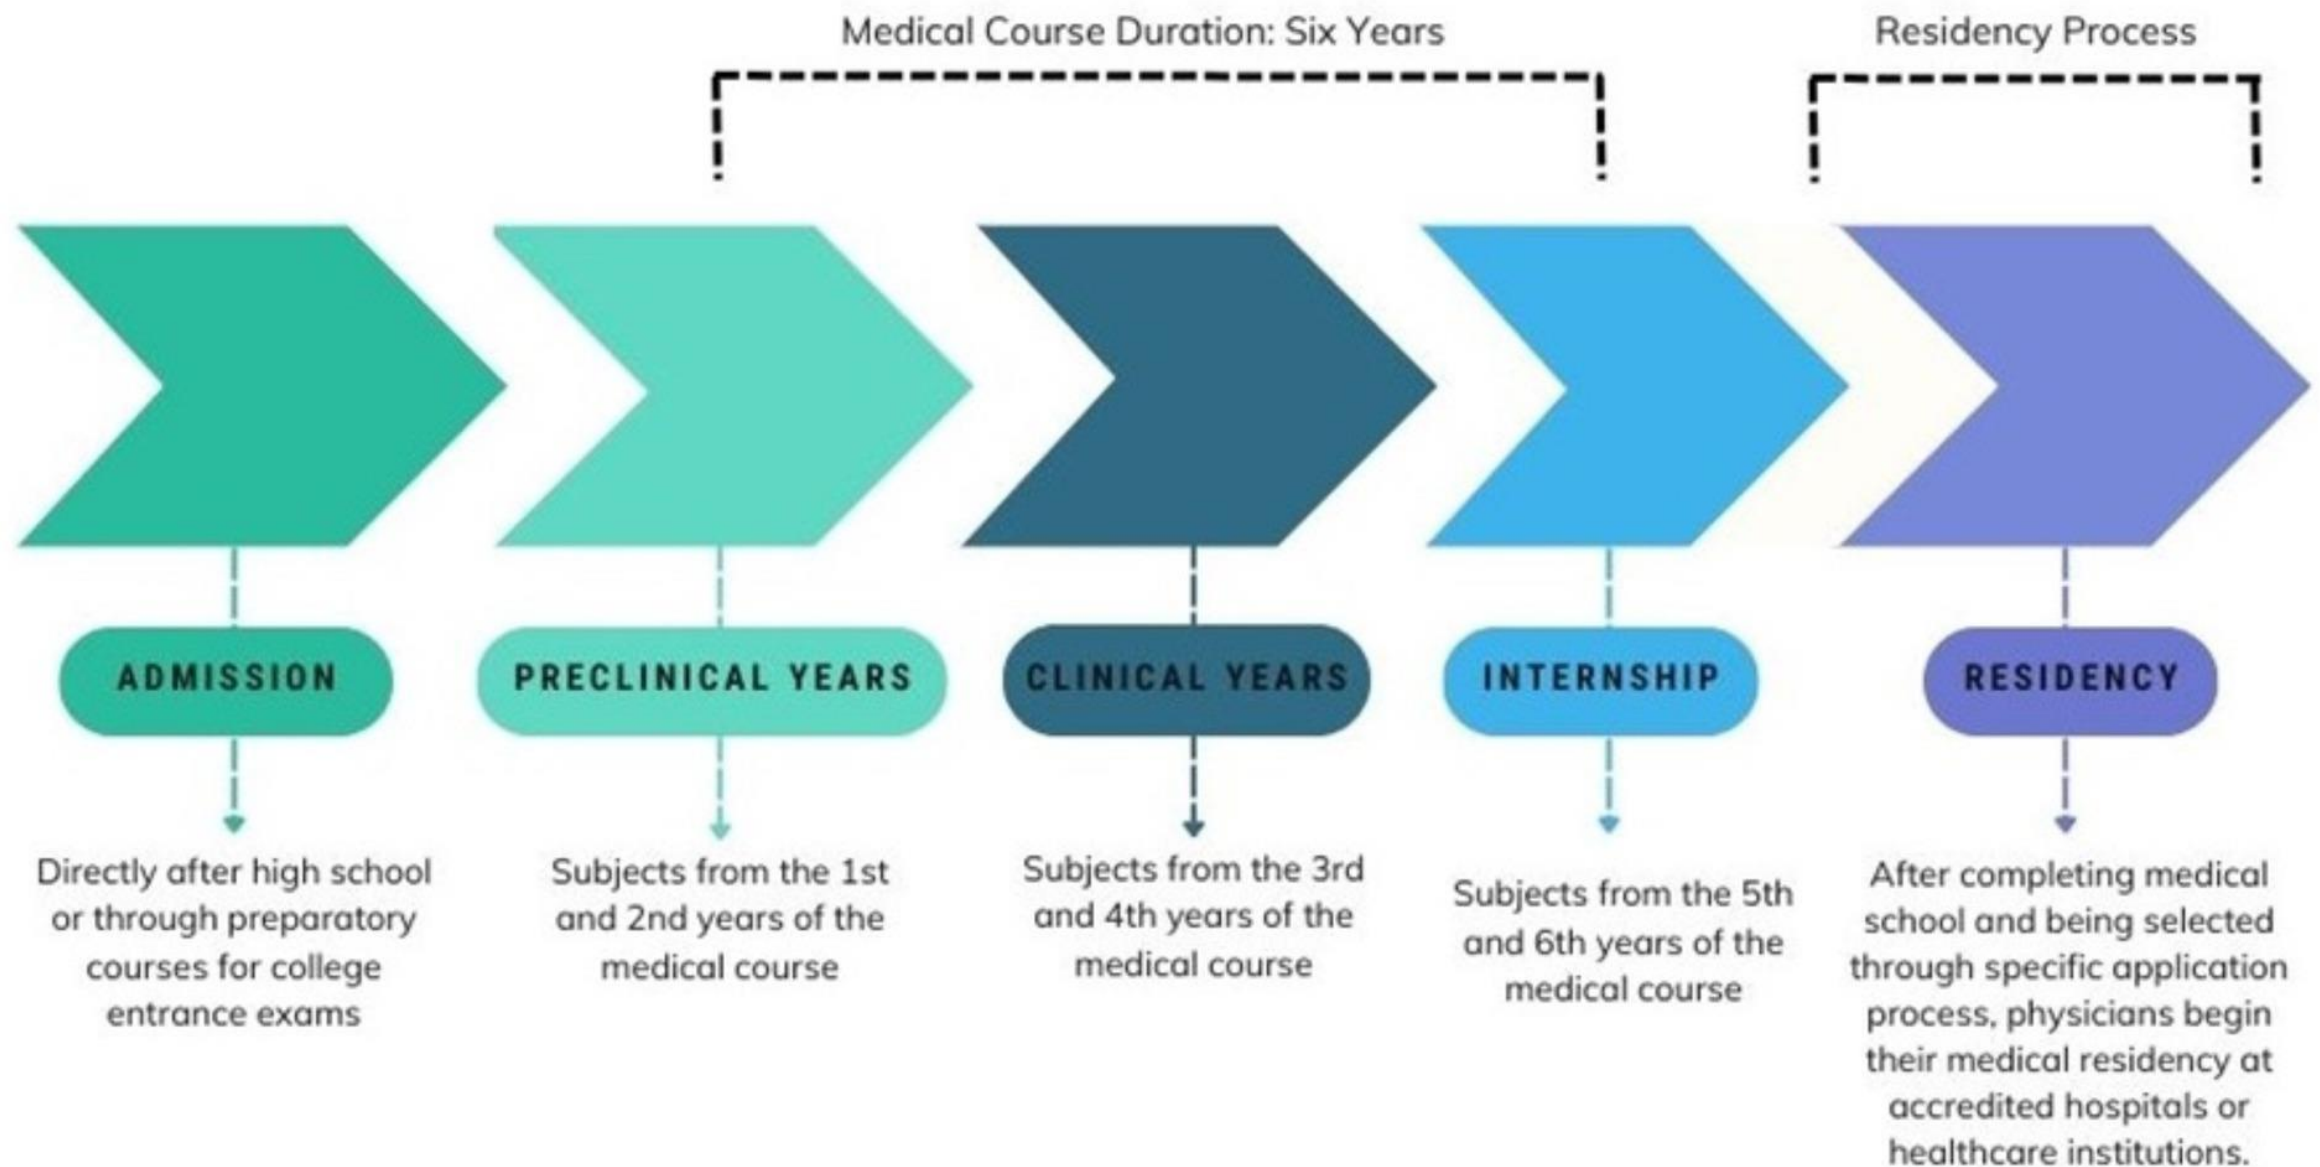 Medical Course Duration: Six Years
Residency Process
ADMISSION
PRECLINICAL YEARS
CLINICAL YEARS
INTERNSHIP
RESIDENCY
Directly after high school
or through preparatory
courses for college
entrance exams
Subjects from the 1st
and 2nd years of the
medical course
Subjects from the 3rd
and 4th years of the
medical course
Subjects from the 5th
and 6th years of the
medical course
After completing medical
school and being selected
through specific application
process, physicians begin
their medical residency at
accredited hospitals or
healthcare institutions.